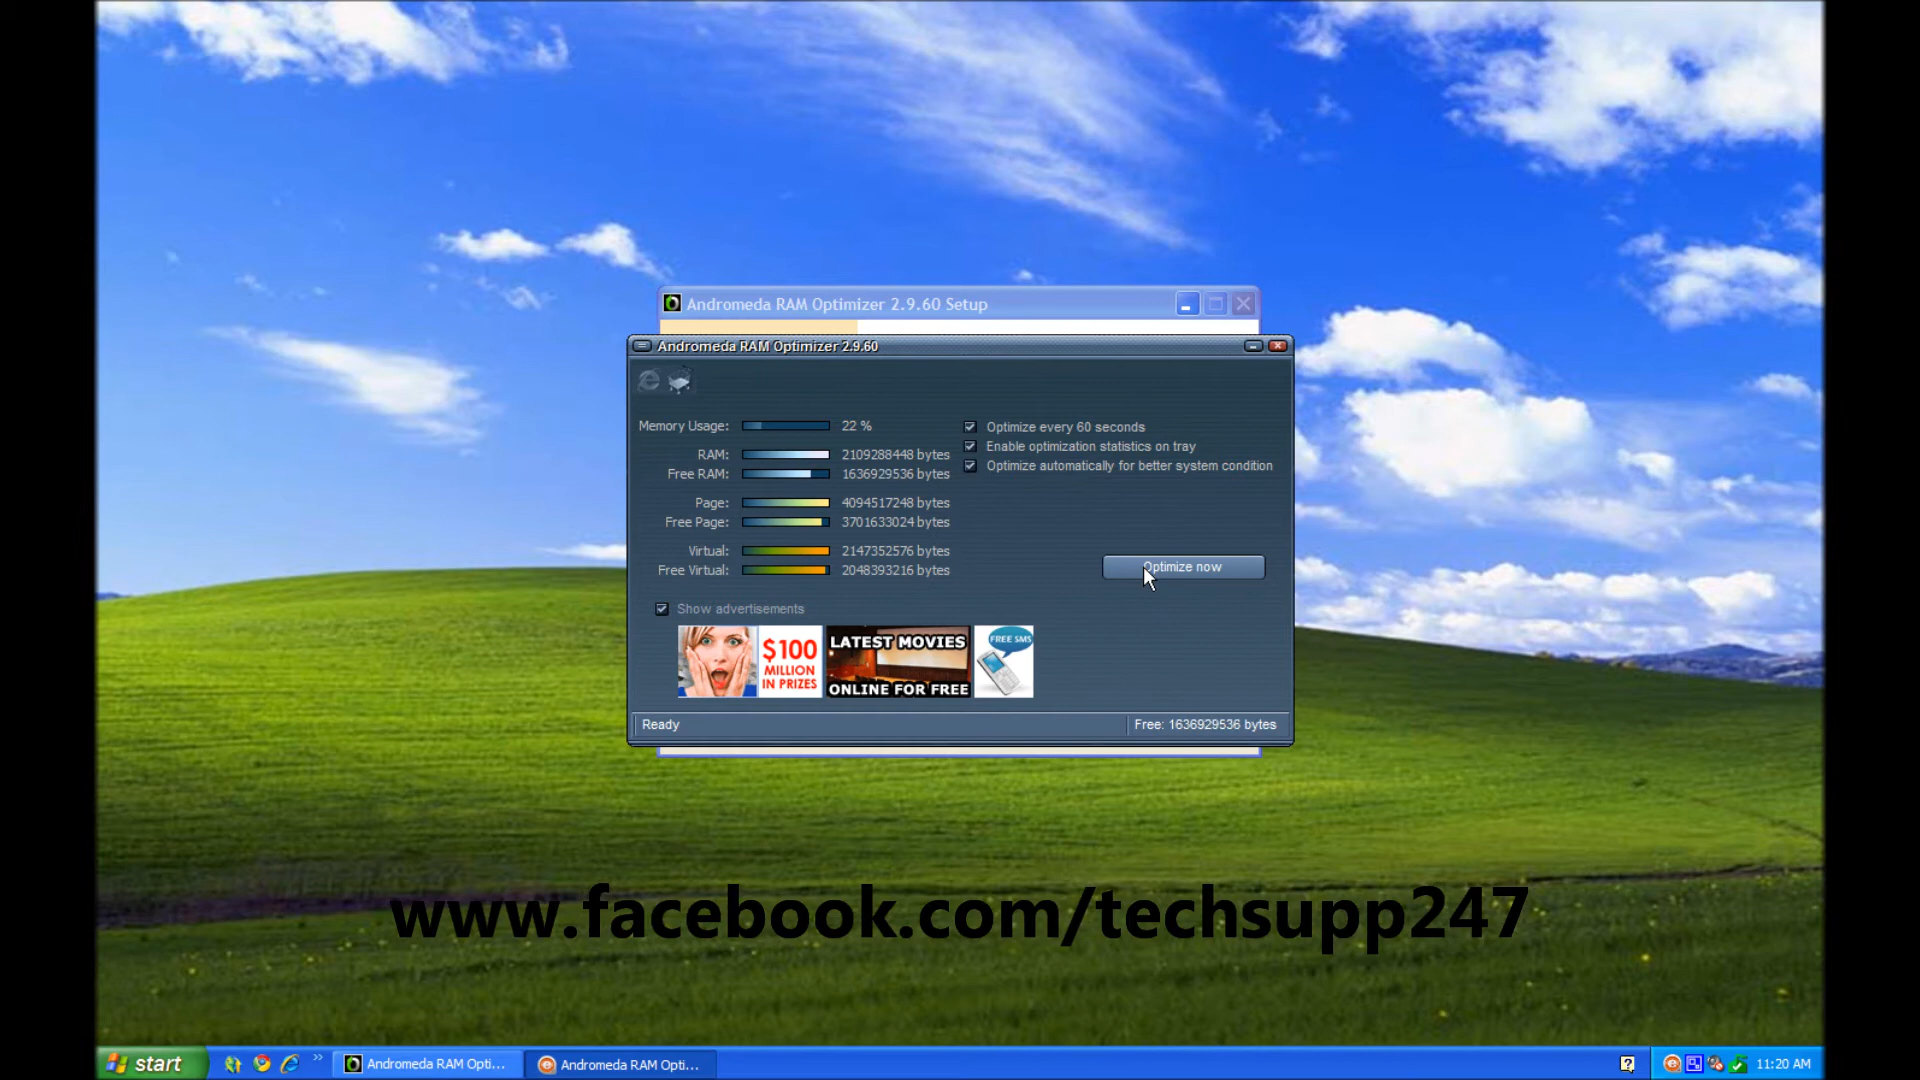 Andromeda RAM Optimizer 2.9.60 Setup
Andromeda RAM Optimizer 2.9.60
Memory Usage: 22 %
RAM: 2109288448 bytes
Free RAM: 1636929536 bytes
Page: 4094517248 bytes
Free Page: 3701633024 bytes
Virtual: 2147352576 bytes
Free Virtual: 2048393216 bytes
Optimize every 60 seconds
Enable optimization statistics on tray
Optimize automatically for better system condition
Optimize now
Show advertisements
$100
MILLION
IN PRIZES
LATEST MOVIES
ONLINE FOR FREE
FREE SMS
Ready
Free: 1636929536 bytes
www.facebook.com/techsupp247
start
Andromeda RAM Opti...
Andromeda RAM Opti...
11:20 AM